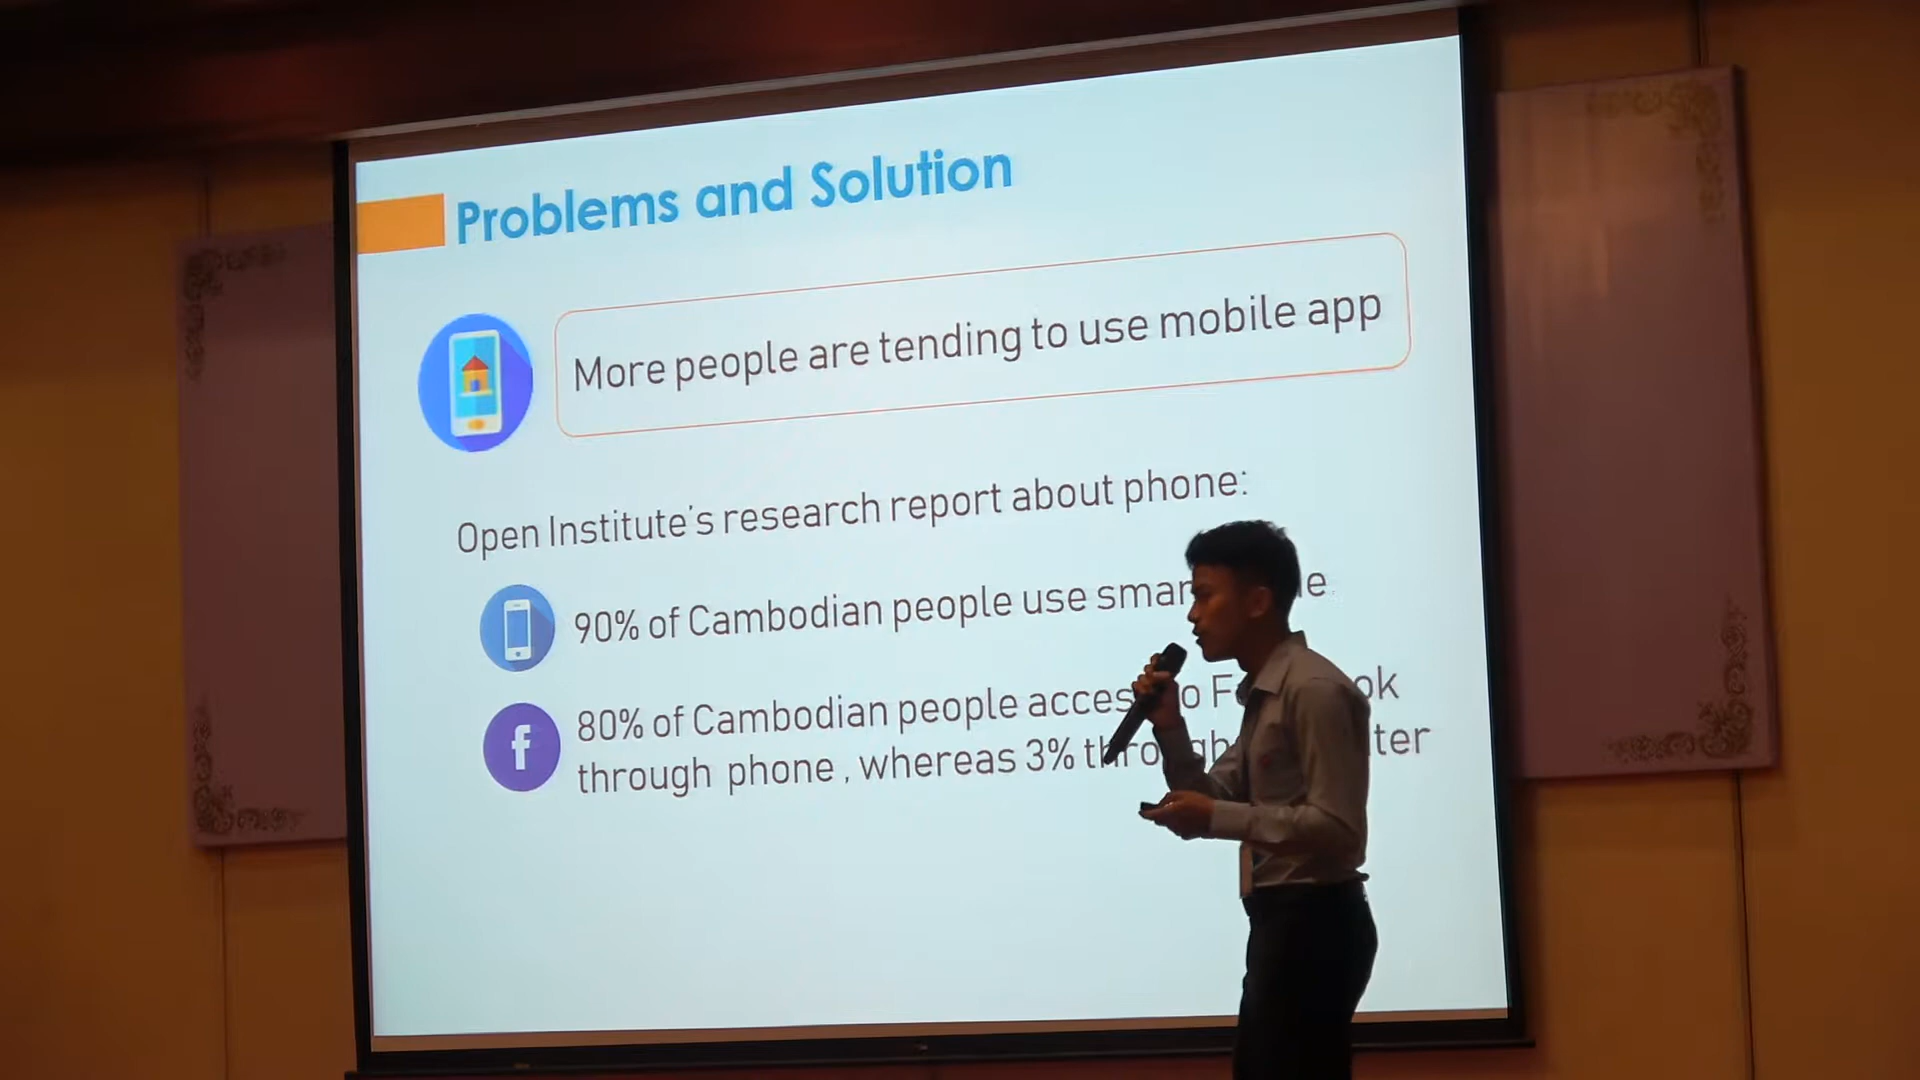 Problems and Solution
More people are tending to use mobile app
Open Institute's research report about phone:
90% of Cambodian people use
80% of Cambodian people
through phone , whereas 3%